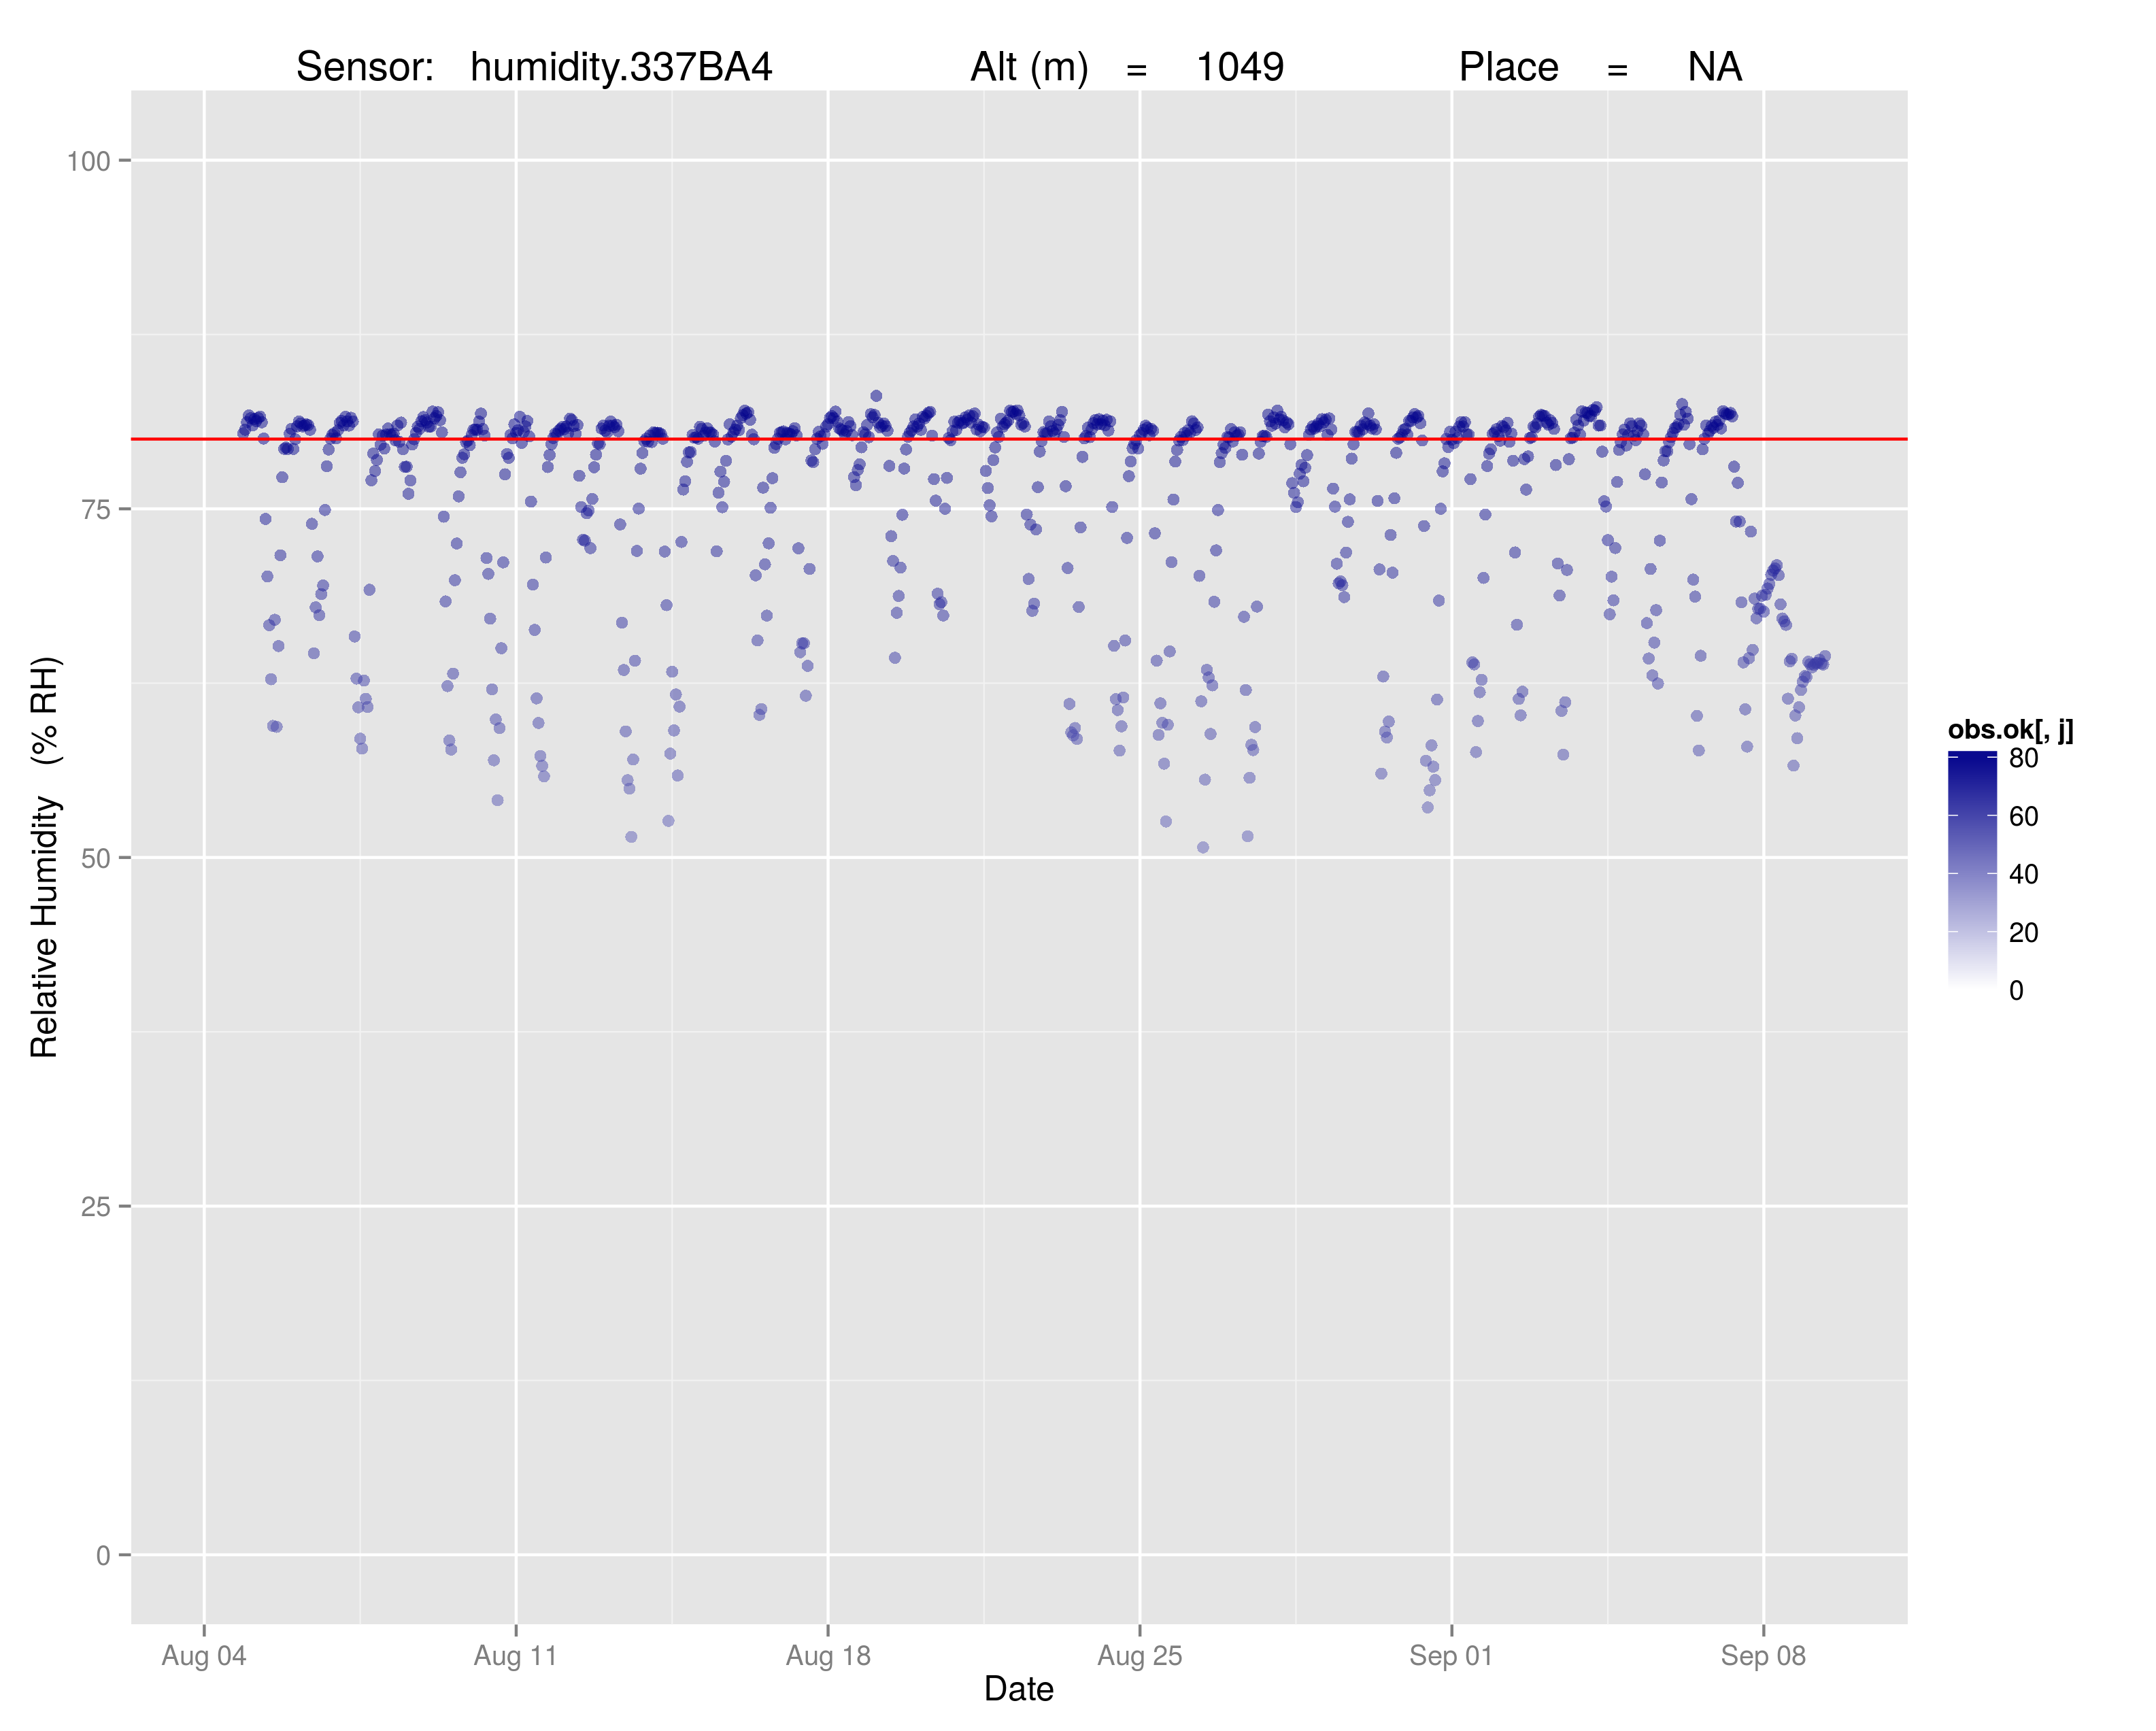 Sensor: humidity.337BA4 Alt (m) = 1049 Place = NA
100
75
50
25
0
Relative Humidity (% RH)
Aug 04 Aug 11 Aug 18 Aug 25 Sep 01 Sep 08
Date
obs.ok[, j]
80
60
40
20
0